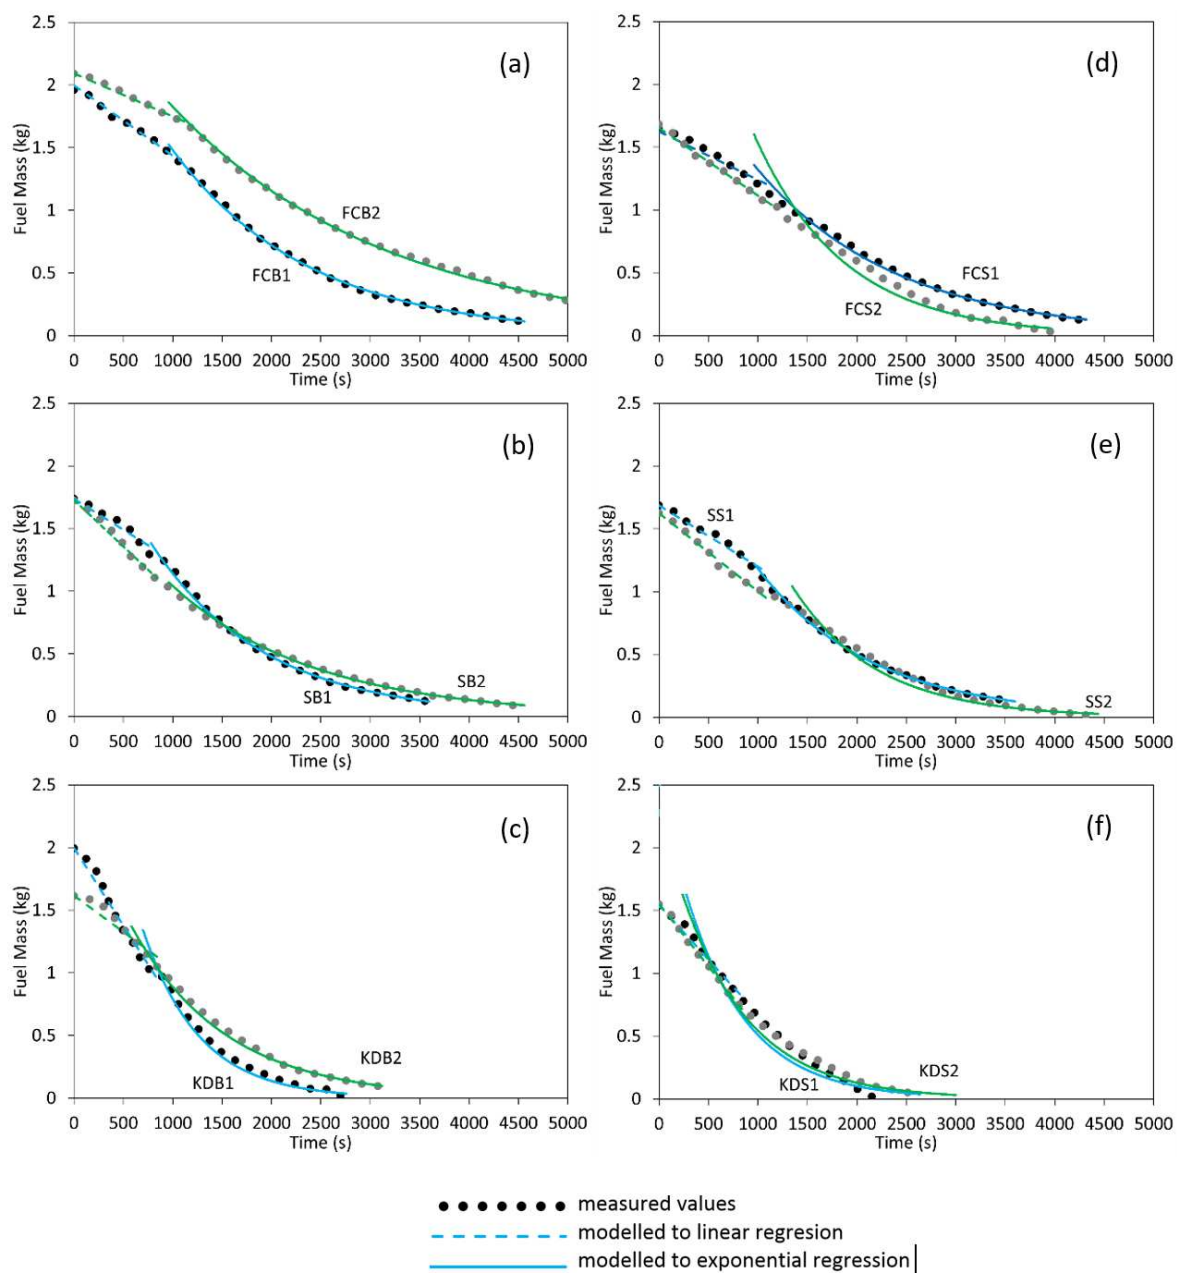 (a)
Fuel Mass (kg)
2.5
2
1.5
1
0.5
0
FCB2
FCB1
0 500 1000 1500 2000 2500 3000 3500 4000 4500 5000
Time (s)
(d)
Fuel Mass (kg)
2.5
2
1.5
1
0.5
0
FCS1
FCS2
0 500 1000 1500 2000 2500 3000 3500 4000 4500 5000
Time (s)
(b)
Fuel Mass (kg)
2.5
2
1.5
1
0.5
0
SB2
SB1
0 500 1000 1500 2000 2500 3000 3500 4000 4500 5000
Time (s)
(e)
Fuel Mass (kg)
2.5
2
1.5
1
0.5
0
SS1
SS2
0 500 1000 1500 2000 2500 3000 3500 4000 4500 5000
Time (s)
(c)
Fuel Mass (kg)
2.5
2
1.5
1
0.5
0
KDB2
KDB1
0 500 1000 1500 2000 2500 3000 3500 4000 4500 5000
Time (s)
(f)
Fuel Mass (kg)
2.5
2
1.5
1
0.5
0
KDS2
KDS1
0 500 1000 1500 2000 2500 3000 3500 4000 4500 5000
Time (s)
measured values
modelled to linear regresion
modelled to exponential regression